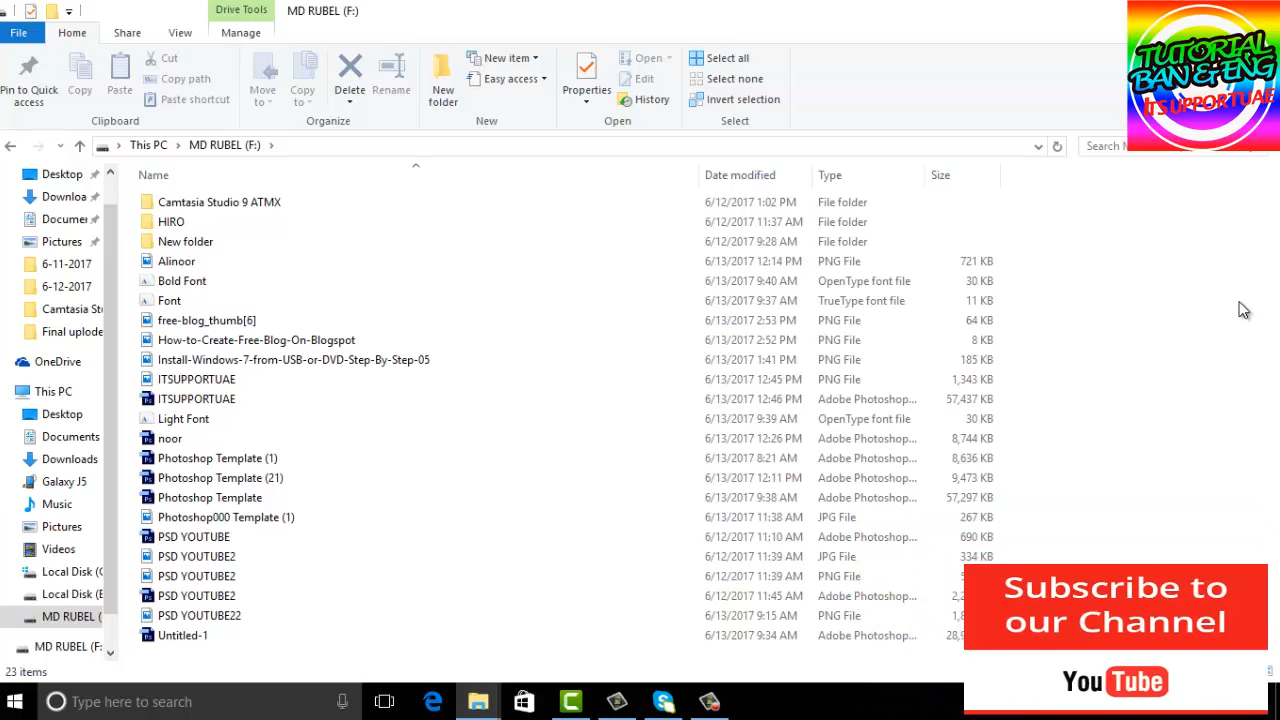 Drive Tools
MD RUBEL (F:)
File
Home
Share
View
Manage
Pin to Quick access
Copy
Paste
Cut
Copy path
Paste shortcut
Move to
Copy to
Delete
Rename
New folder
New item
Easy access
Properties
Open
Edit
History
Select all
Select none
Invert selection
Clipboard
Organize
New
Open
Select
TUTORIAL
BAN & ENG
ITSUPPORTUAE
This PC > MD RUBEL (F:) >
Search
Name Date modified Type Size
Desktop
Downloa
Documer
Pictures
6-11-2017
6-12-2017
Camtasia Stu
Final uplode
OneDrive
This PC
Desktop
Documents
Downloads
Galaxy J5
Music
Pictures
Videos
Local Disk (
Local Disk (E
MD RUBEL (
MD RUBEL (F:
Camtasia Studio 9 ATMX 6/12/2017 1:02 PM File folder
HIRO 6/12/2017 11:37 AM File folder
New folder 6/12/2017 9:28 AM File folder
Alinoor 6/13/2017 12:14 PM PNG File 721 KB
Bold Font 6/13/2017 9:40 AM OpenType font file 30 KB
Font 6/13/2017 9:37 AM TrueType font file 11 KB
free-blog_thumb[6] 6/13/2017 2:53 PM PNG File 64 KB
How-to-Create-Free-Blog-On-Blogspot 6/13/2017 2:52 PM PNG File 8 KB
Install-Windows-7-from-USB-or-DVD-Step-By-Step-05 6/13/2017 1:41 PM PNG File 185 KB
ITSUPPORTUAE 6/13/2017 12:45 PM PNG File 1,343 KB
ITSUPPORTUAE 6/13/2017 12:46 PM Adobe Photoshop... 57,437 KB
Light Font 6/13/2017 9:39 AM OpenType font file 30 KB
noor 6/13/2017 12:26 PM Adobe Photoshop... 8,744 KB
Photoshop Template (1) 6/13/2017 8:21 AM Adobe Photoshop... 8,636 KB
Photoshop Template (21) 6/13/2017 12:11 PM Adobe Photoshop... 9,473 KB
Photoshop Template 6/13/2017 9:38 AM Adobe Photoshop... 57,297 KB
Photoshop000 Template (1) 6/13/2017 11:38 AM JPG File 267 KB
PSD YOUTUBE 6/12/2017 11:10 AM Adobe Photoshop... 690 KB
PSD YOUTUBE2 6/12/2017 11:39 AM JPG File 334 KB
PSD YOUTUBE2 6/12/2017 11:39 AM PNG File
PSD YOUTUBE2 6/12/2017 11:45 AM Adobe Photoshop... 2,2
PSD YOUTUBE22 6/13/2017 9:15 AM PNG File 1,8
Untitled-1 6/13/2017 9:34 AM Adobe Photoshop... 28,9
Subscribe to
our Channel
YouTube
23 items
Type here to search